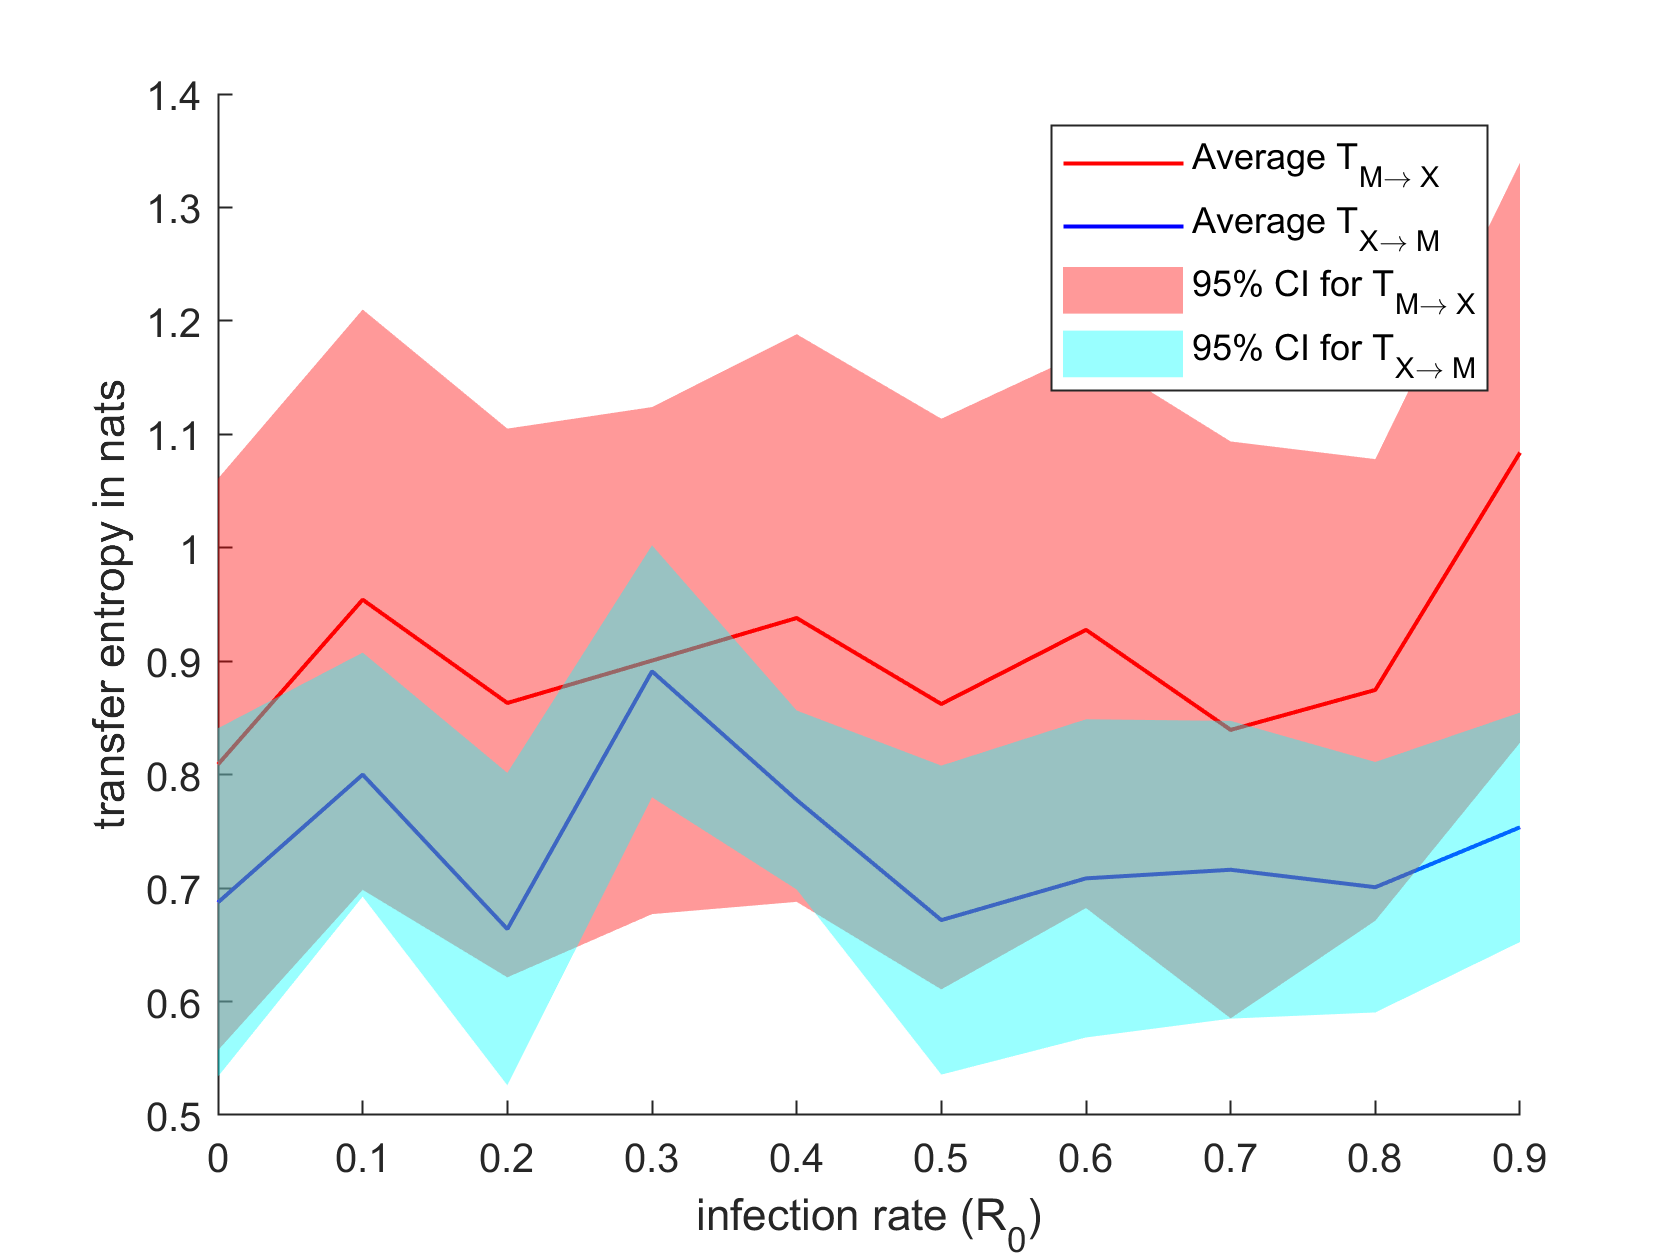 1.4
1.3
1.2
1.1
1
0.9
0.8
0.7
0.6
0.5
transfer entropy in nats
Average T_{M→ X}
Average T_{X→ M}
95% CI for T_{M→ X}
95% CI for T_{X→ M}
0 0.1 0.2 0.3 0.4 0.5 0.6 0.7 0.8 0.9
infection rate (R_0)